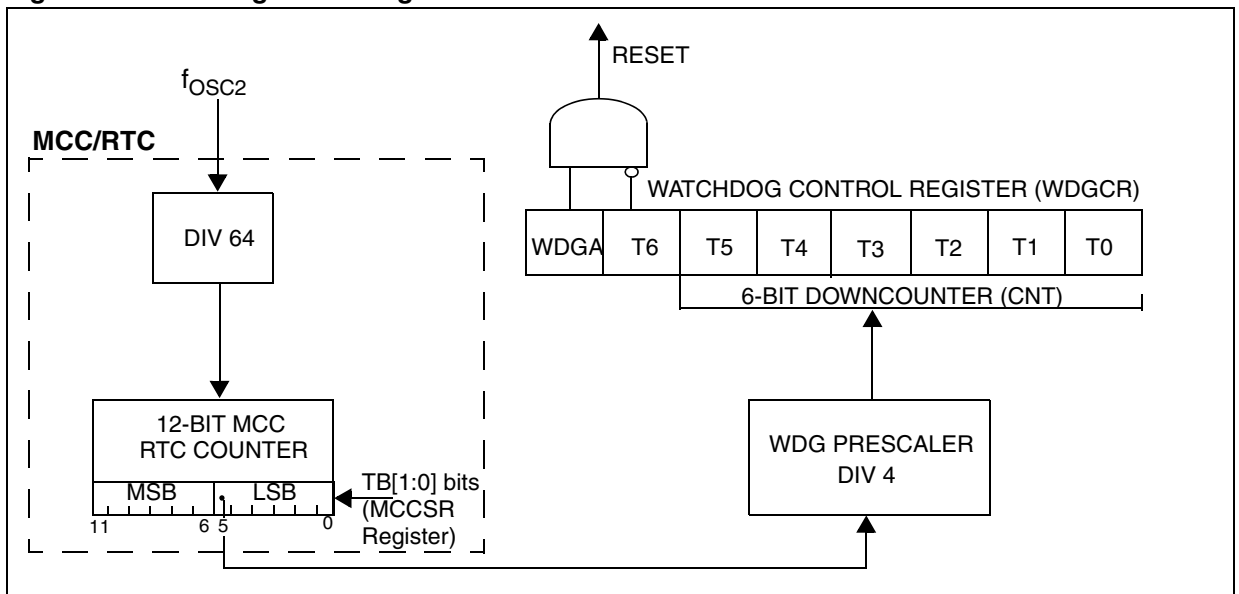 fOSC2
MCC/RTC
DIV 64
12-BIT MCC
RTC COUNTER
MSB LSB
11 6 5 0
TB[1:0] bits
(MCCSR
Register)
RESET
WATCHDOG CONTROL REGISTER (WDGCR)
WDGA T6 T5 T4 T3 T2 T1 T0
6-BIT DOWNCOUNTER (CNT)
WDG PRESCALER
DIV 4